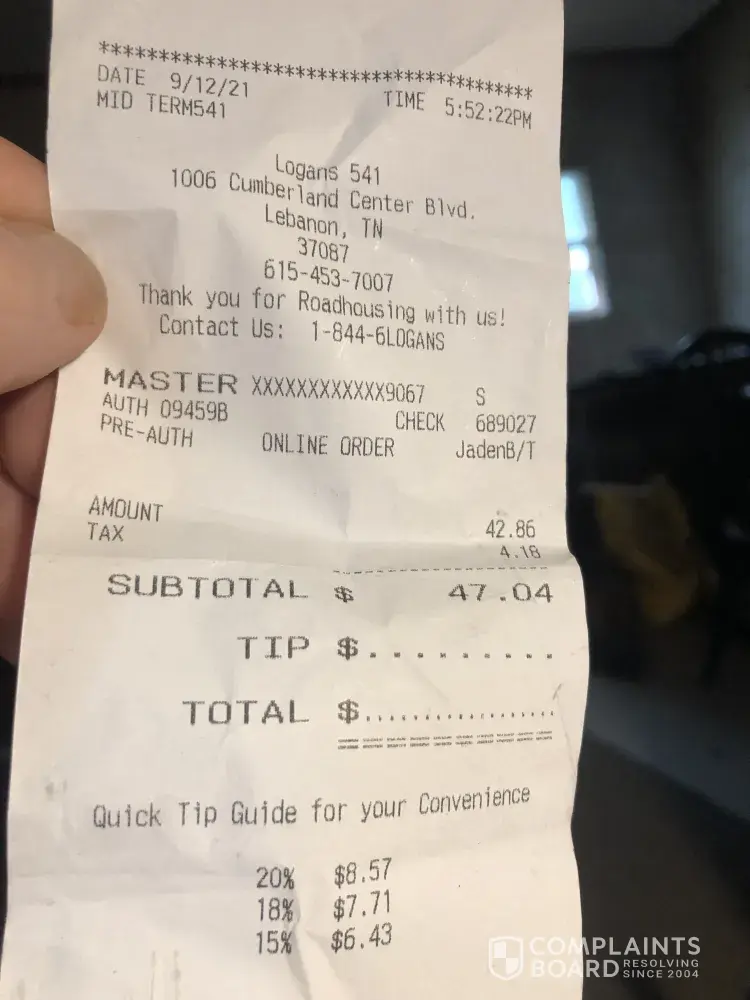 ******************************************
DATE 9/12/21 TIME 5:52:22PM
MID TERM541
Logans 541
1006 Cumberland Center Blvd.
Lebanon, TN
37087
615-453-7007
Thank you for Roadhousing with us!
Contact Us: 1-844-6LOGANS
MASTER XXXXXXXXXXXX9067 S
AUTH 09459B CHECK 689027
PRE-AUTH ONLINE ORDER JadenB/T
AMOUNT 42.86
TAX 4.18
SUBTOTAL $ 47.04
TIP $.........
TOTAL $..................
Quick Tip Guide for your Convenience
20% $8.57
18% $7.71
15% $6.43
COMPLAINTS
BOARD RESOLVING
SINCE 2004